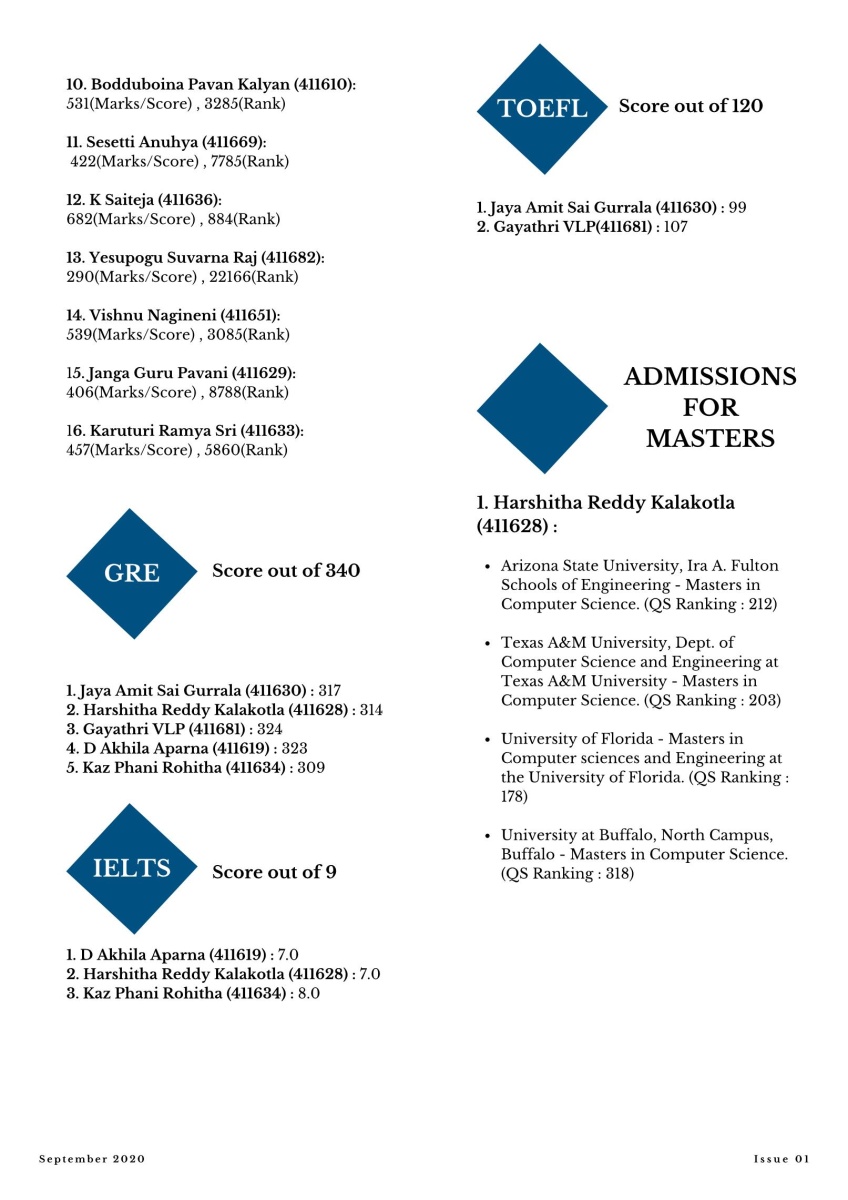 10. Bodduboina Pavan Kalyan (411610):
531(Marks/Score) , 3285(Rank)
11. Sesetti Anuhya (411669):
422(Marks/Score) , 7785(Rank)
12. K Saiteja (411636):
682(Marks/Score) , 884(Rank)
13. Yesupogu Suvarna Raj (411682):
290(Marks/Score) , 22166(Rank)
14. Vishnu Nagineni (411651):
539(Marks/Score) , 3085(Rank)
15. Janga Guru Pavani (411629):
406(Marks/Score) , 8788(Rank)
16. Karuturi Ramya Sri (411633):
457(Marks/Score) , 5860(Rank)
GRE
Score out of 340
1. Jaya Amit Sai Gurrala (411630) : 317
2. Harshitha Reddy Kalakotla (411628) : 314
3. Gayathri VLP (411681) : 324
4. D Akhila Aparna (411619) : 323
5. Kaz Phani Rohitha (411634) : 309
IELTS
Score out of 9
1. D Akhila Aparna (411619) : 7.0
2. Harshitha Reddy Kalakotla (411628) : 7.0
3. Kaz Phani Rohitha (411634) : 8.0
TOEFL
Score out of 120
1. Jaya Amit Sai Gurrala (411630) : 99
2. Gayathri VLP(411681) : 107
ADMISSIONS
FOR
MASTERS
1. Harshitha Reddy Kalakotla
(411628) :
• Arizona State University, Ira A. Fulton
Schools of Engineering - Masters in
Computer Science. (QS Ranking : 212)
• Texas A&M University, Dept. of
Computer Science and Engineering at
Texas A&M University - Masters in
Computer Science. (QS Ranking : 203)
• University of Florida - Masters in
Computer sciences and Engineering at
the University of Florida. (QS Ranking :
178)
• University at Buffalo, North Campus,
Buffalo - Masters in Computer Science.
(QS Ranking : 318)
September 2020
Issue 01